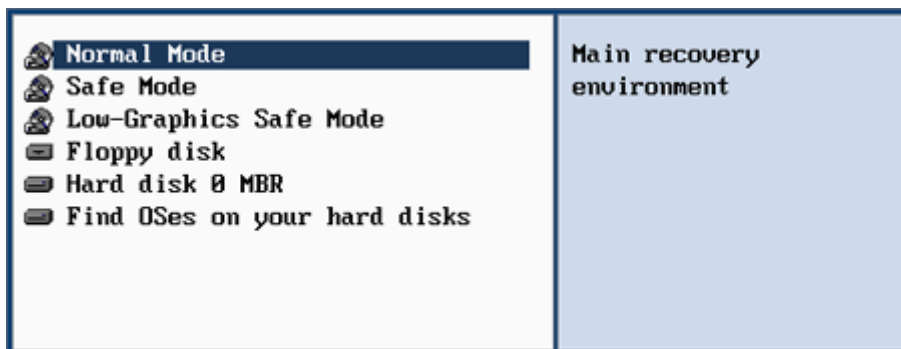 Normal Mode
Safe Mode
Low-Graphics Safe Mode
Floppy disk
Hard disk 0 MBR
Find OSes on your hard disks
Main recovery
environment